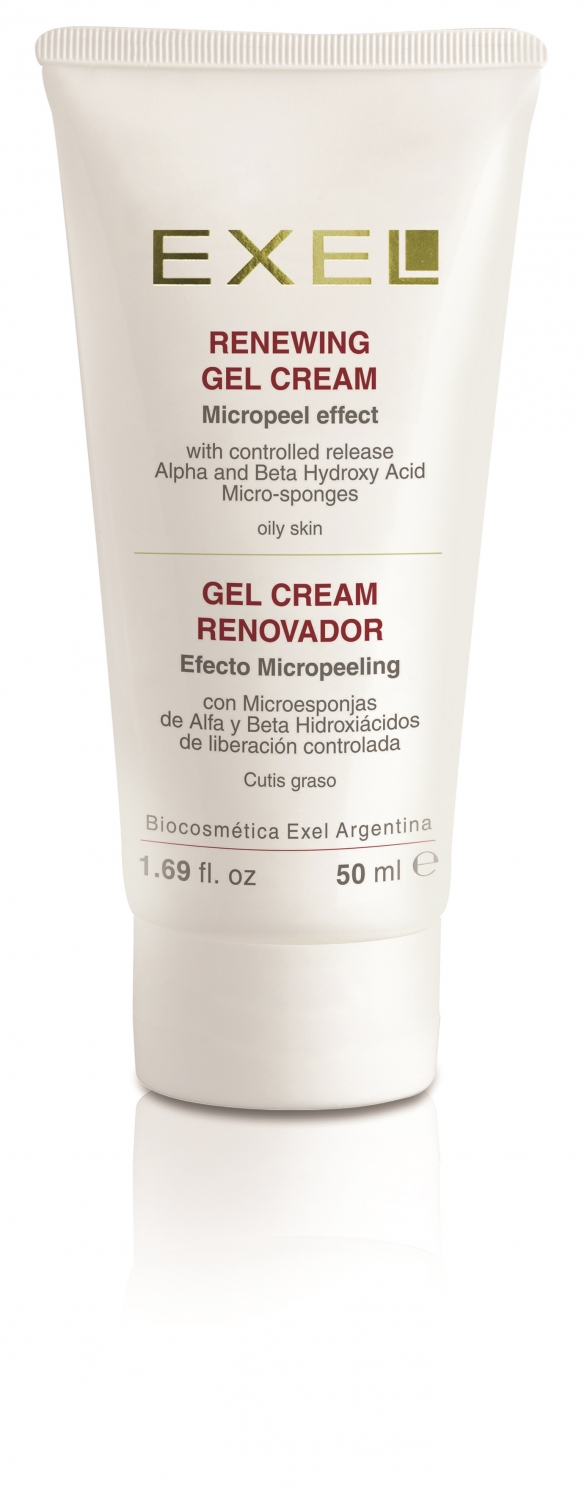 EXEL
RENEWING
GEL CREAM
Micropeel effect
with controlled release
Alpha and Beta Hydroxy Acid
Micro-sponges
oily skin
GEL CREAM
RENOVADOR
Efecto Micropeeling
con Microesponjas
de Alfa y Beta Hidroxiácidos
de liberación controlada
Cutis graso
Biocosmética Exel Argentina
1.69 fl. oz 50 ml ℮